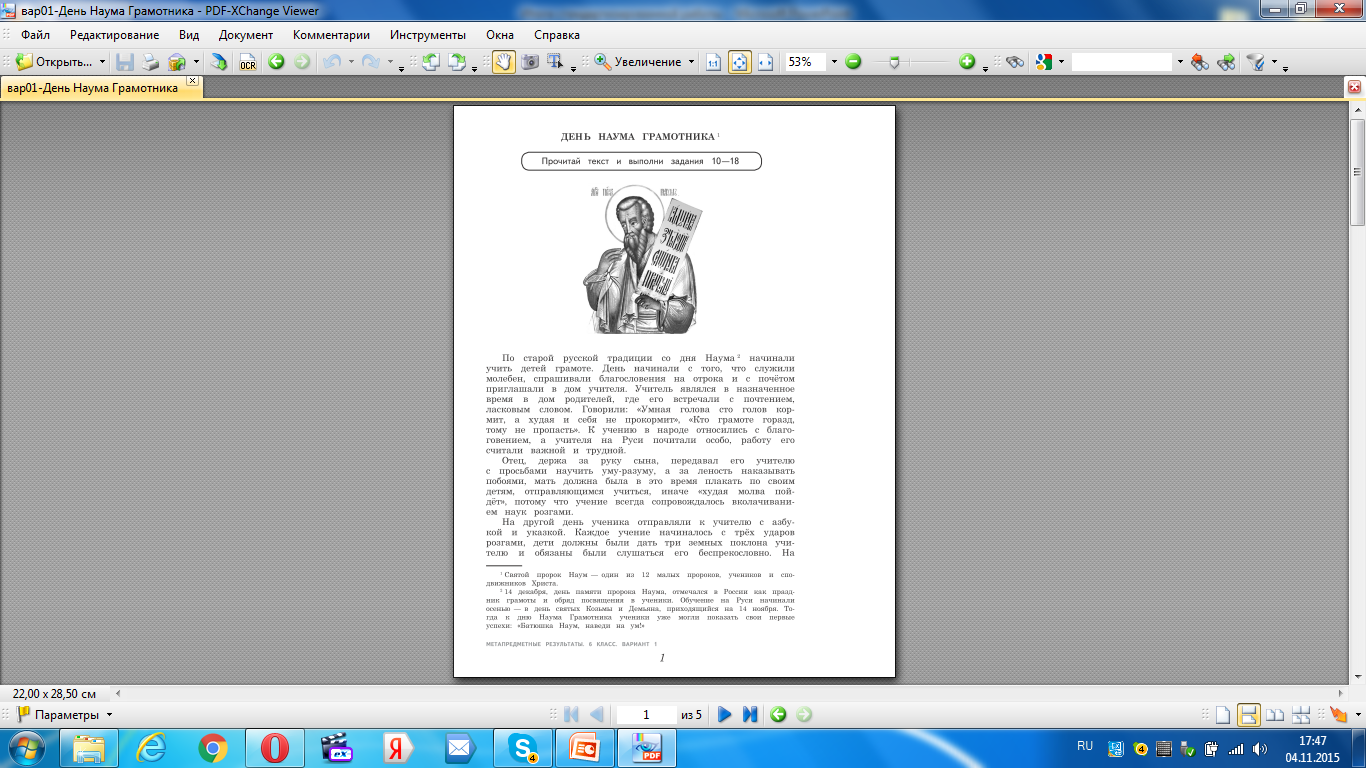 вар01-День Наума Грамотника - PDF-XChange Viewer
Файл Редактирование Вид Документ Комментарии Инструменты Окна Справка
Открыть... OCR Увеличение 1:1 53%
вар01-День Наума Грамотника
ДЕНЬ НАУМА ГРАМОТНИКА 1
Прочитай текст и выполни задания 10—18
По старой русской традиции со дня Наума 2 начинали
учить детей грамоте. День начинали с того, что служили
молебен, спрашивали благословения на отрока и с почётом
приглашали в дом учителя. Учитель являлся в назначенное
время в дом родителей, где его встречали с почтением,
ласковым словом. Говорили: «Умная голова сто голов кор-
мит, а худая и себя не прокормит», «Кто грамоте горазд,
тому не пропасть». К учению в народе относились с благо-
говением, а учителя на Руси почитали особо, работу его
считали важной и трудной.
Отец, держа за руку сына, передавал его учителю
с просьбами научить уму-разуму, а за леность наказывать
побоями, мать должна была в это время плакать по своим
детям, отправляющимся учиться, иначе «худая молва пой-
дёт», потому что учение всегда сопровождалось вколачивани-
ем наук розгами.
На другой день ученика отправляли к учителю с азбу-
кой и указкой. Каждое учение начиналось с трёх ударов
розгами, дети должны были дать три земных поклона учи-
телю и обязаны были слушаться его беспрекословно. На
1 Святой пророк Наум — один из 12 малых пророков, учеников и спо-
движников Христа.
2 14 декабря, день памяти пророка Наума, отмечался в России как празд-
ник грамоты и обряд посвящения в ученики. Обучение на Руси начинали
осенью — в день святых Козьмы и Демьяна, приходящийся на 14 ноября. То-
гда к дню Наума Грамотника ученики уже могли показать свои первые
успехи: «Батюшка Наум, наведи на ум!»
МЕТАПРЕДМЕТНЫЕ РЕЗУЛЬТАТЫ. 6 КЛАСС. ВАРИАНТ 1
1
22,00 x 28,50 см
Параметры 1 из 5
RU 17:47
04.11.2015